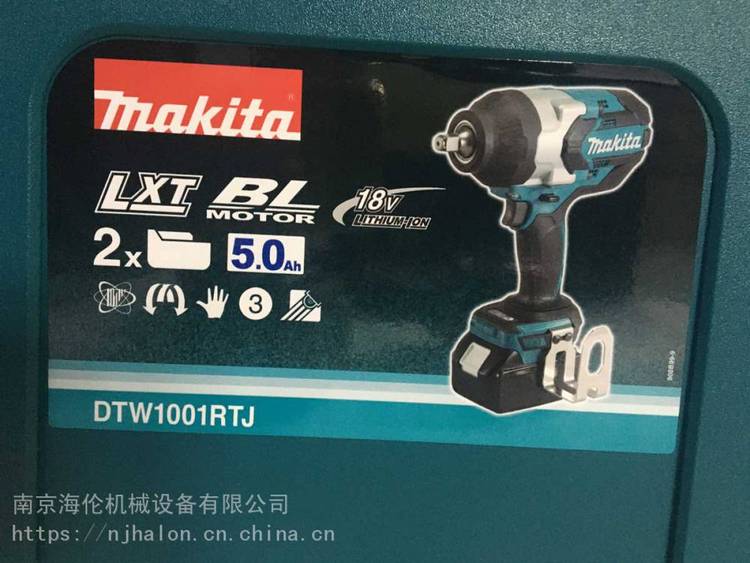 makita
LXT BL MOTOR 18V LITHIUM-ION
2x 5.0Ah
3
DTW1001RTJ
makita
南京海伦机械设备有限公司
https://njhalon.cn.china.cn